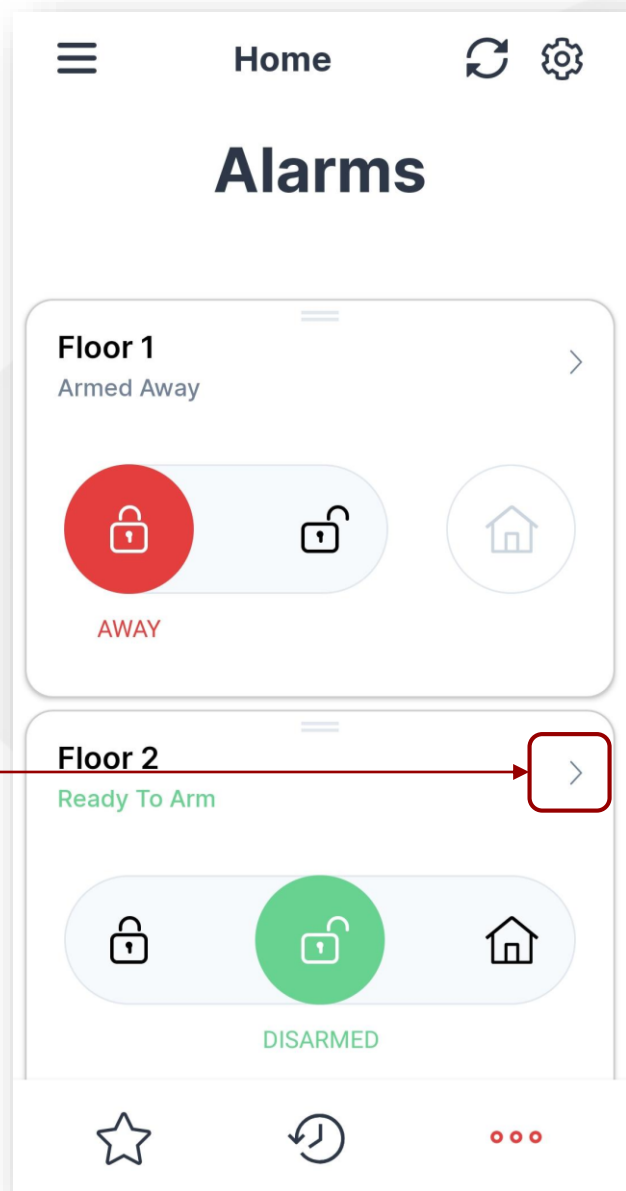 Home
Alarms
Floor 1
Armed Away
AWAY
Floor 2
Ready To Arm
DISARMED